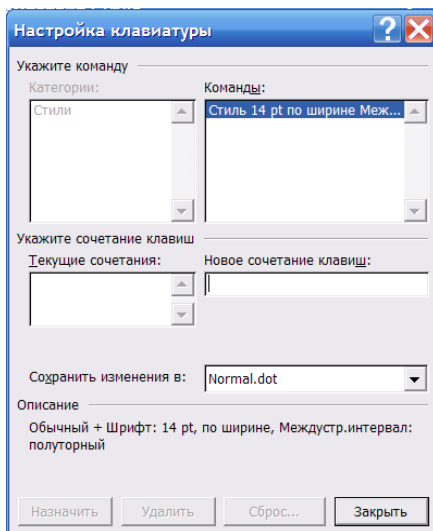 Настройка клавиатуры
Укажите команду
Категории:
Команды:
Стили
Стиль 14 pt по ширине Меж...
Укажите сочетание клавиш
Текущие сочетания:
Новое сочетание клавиш:
Сохранить изменения в:
Normal.dot
Описание
Обычный + Шрифт: 14 pt, по ширине, Междустр.интервал:
полуторный
Назначить
Удалить
Сброс...
Закрыть